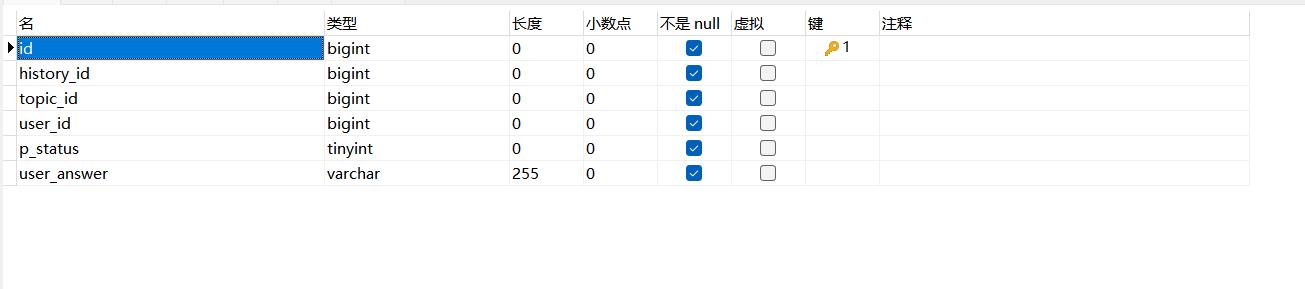 名 类型 长度 小数点 不是 null 虚拟 键 注释
id bigint 0 0 1
history_id bigint 0 0
topic_id bigint 0 0
user_id bigint 0 0
p_status tinyint 0 0
user_answer varchar 255 0